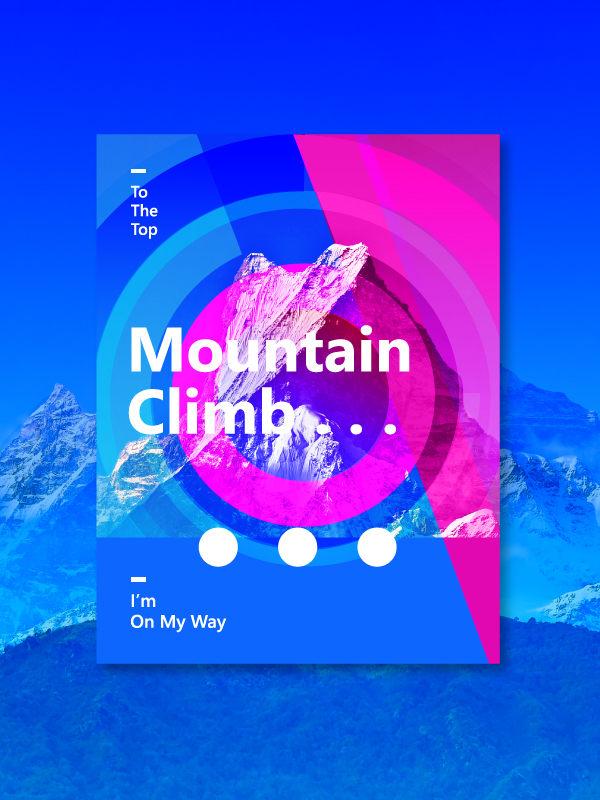 To
The
Top
Mountain
Climb . . .
I’m
On My Way